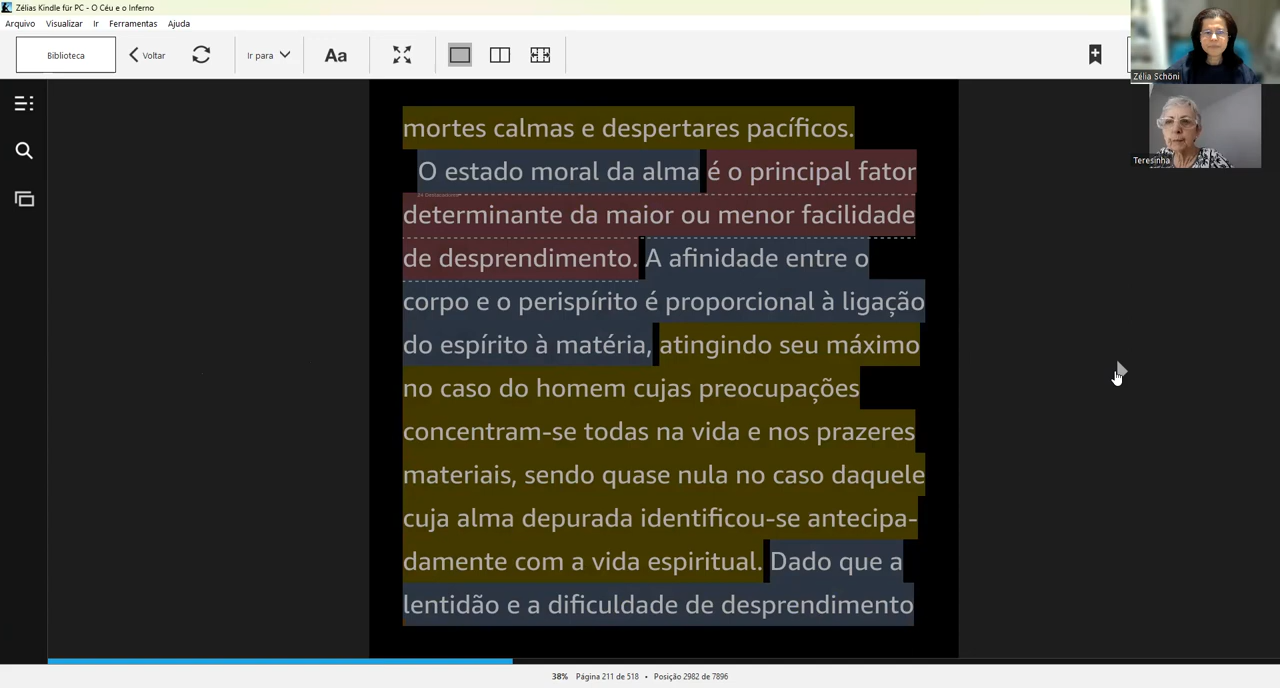 Zélias Kindle für PC - O Céu e o Inferno
Arquivo Visualizar Ir Ferramentas Ajuda
Biblioteca Voltar Ir para Aa
Zélia Schöni
Teresinha
mortes calmas e despertares pacíficos.
O estado moral da alma é o principal fator
determinante da maior ou menor facilidade
de desprendimento. A afinidade entre o
corpo e o perispírito é proporcional à ligação
do espírito à matéria, atingindo seu máximo
no caso do homem cujas preocupações
concentram-se todas na vida e nos prazeres
materiais, sendo quase nula no caso daquele
cuja alma depurada identificou-se antecipa-
damente com a vida espiritual. Dado que a
lentidão e a dificuldade de desprendimento
38% Página 211 de 518 • Posição 2982 de 7896